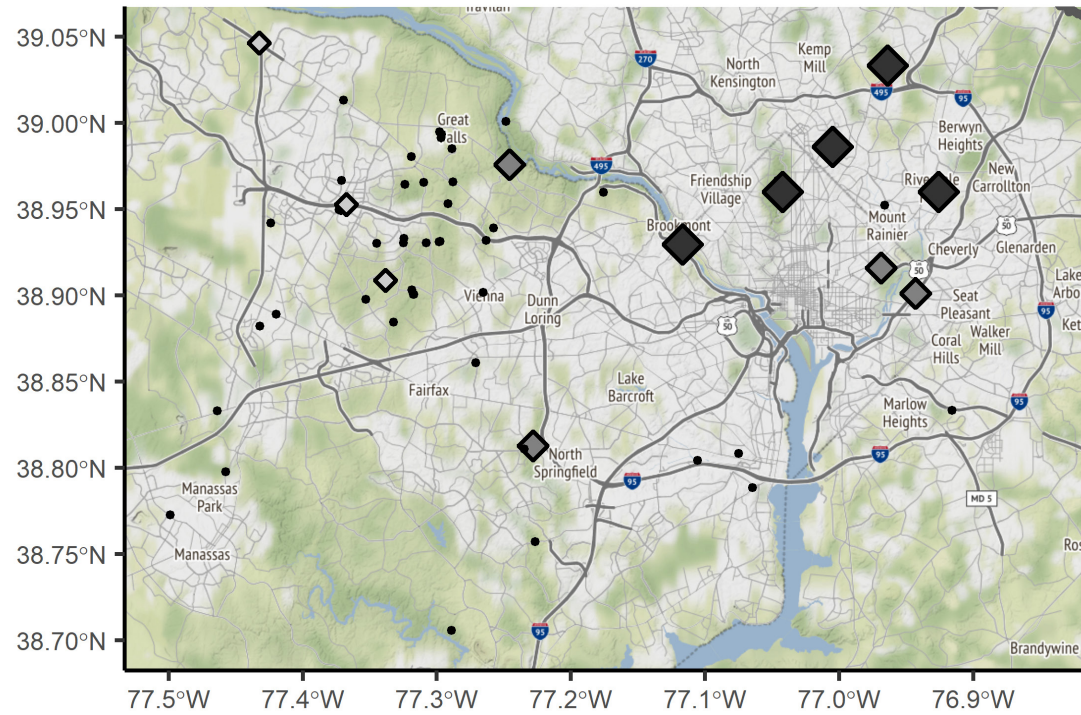 Travilah
39.05°N
Kemp
Mill
270
North
Kensington
495
95
39.00°N
Great
Falls
Berwyn
Heights
495
New
Carrollton
38.95°N
Friendship
Village
Mount
Rainier
Brookmont
50
Cheverly
Glenarden
50
Lake
Arbo
38.90°N
Vienna
Dunn
Loring
Seat
Pleasant
95
50
Ket
Walker
Mill
Coral
Hills
38.85°N
Fairfax
Lake
Barcroft
95
Marlow
Heights
38.80°N
North
Springfield
95
95
Manassas
Park
MD 5
38.75°N
Manassas
Ros
38.70°N
95
Brandywine
77.5°W 77.4°W 77.3°W 77.2°W 77.1°W 77.0°W 76.9°W